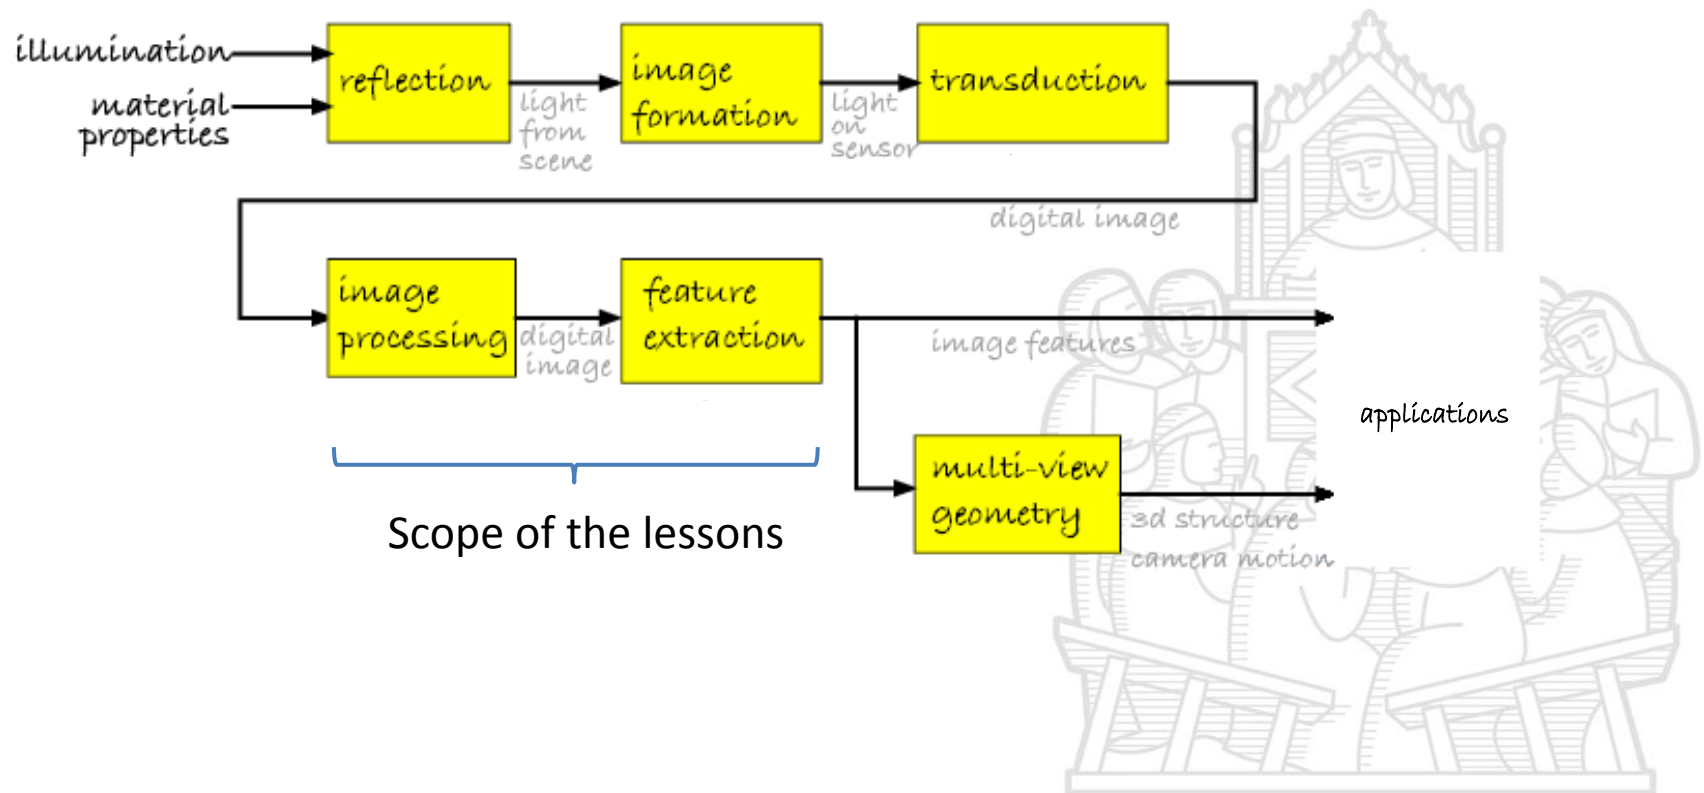 illumination
material
properties
reflection
light
from
scene
image
formation
light
on
sensor
transduction
digital image
image
processing
digital
image
feature
extraction
image features
multi-view
geometry
3d structure
camera motion
applications
Scope of the lessons